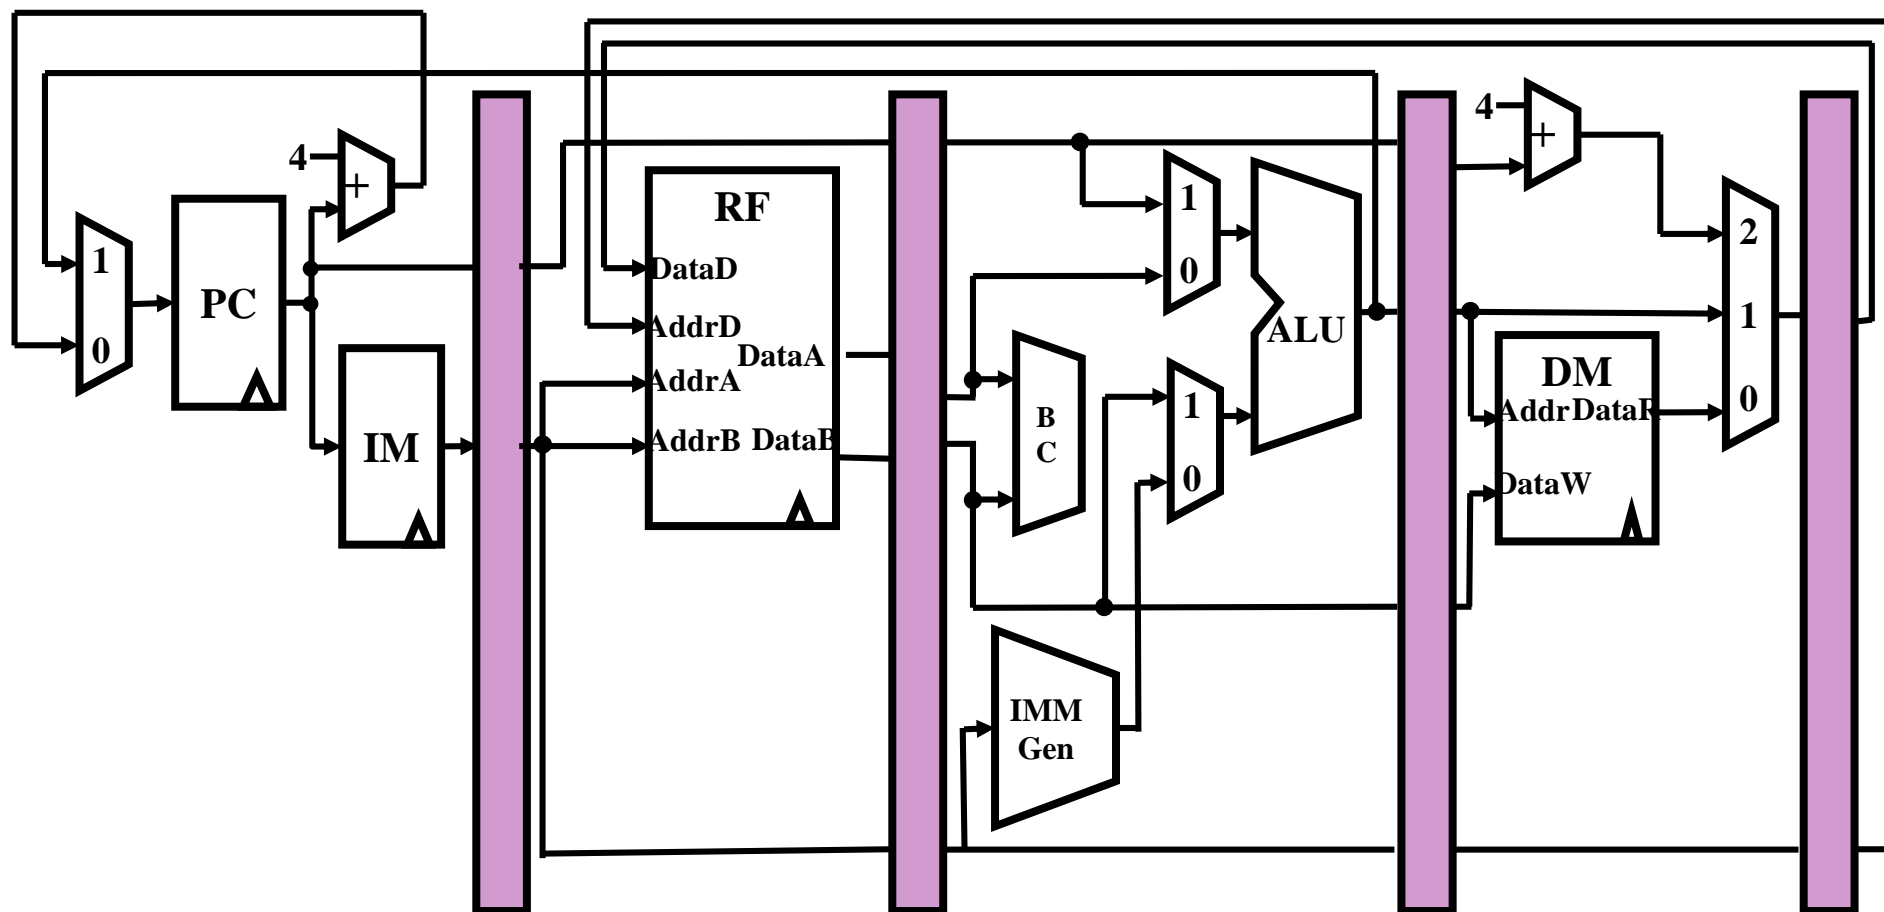 4
+
1
0
PC
IM
RF
DataD
AddrD
DataA
AddrA
AddrB DataB
1
0
B
C
1
0
ALU
IMM
Gen
4
+
2
1
0
DM
Addr DataR
DataW